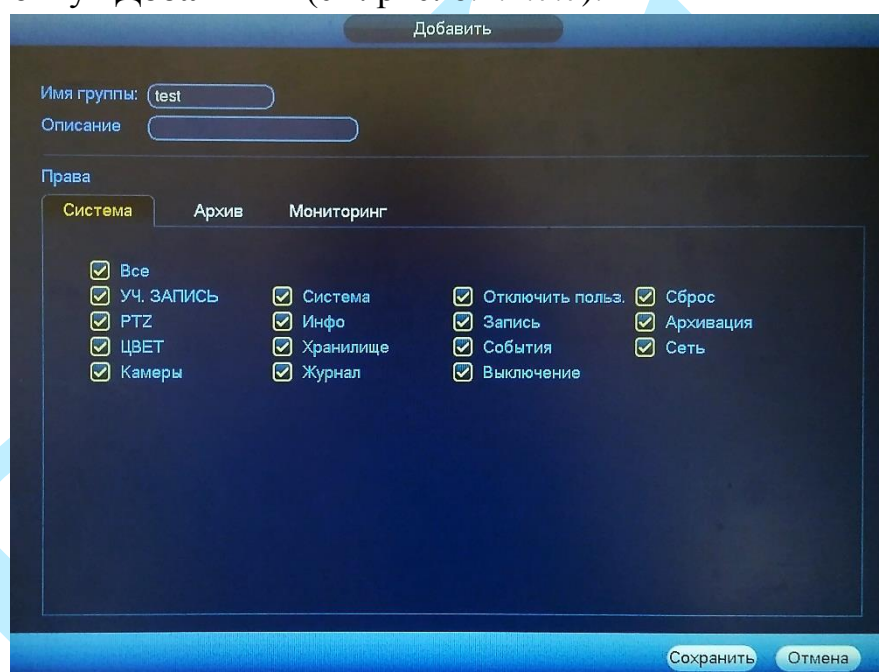 Добавить
Имя группы: test
Описание
Права
Система Архив Мониторинг
Все
УЧ. ЗАПИСЬ Система Отключить польз. Сброс
PTZ Инфо Запись Архивация
ЦВЕТ Хранилище События Сеть
Камеры Журнал Выключение
Сохранить Отмена